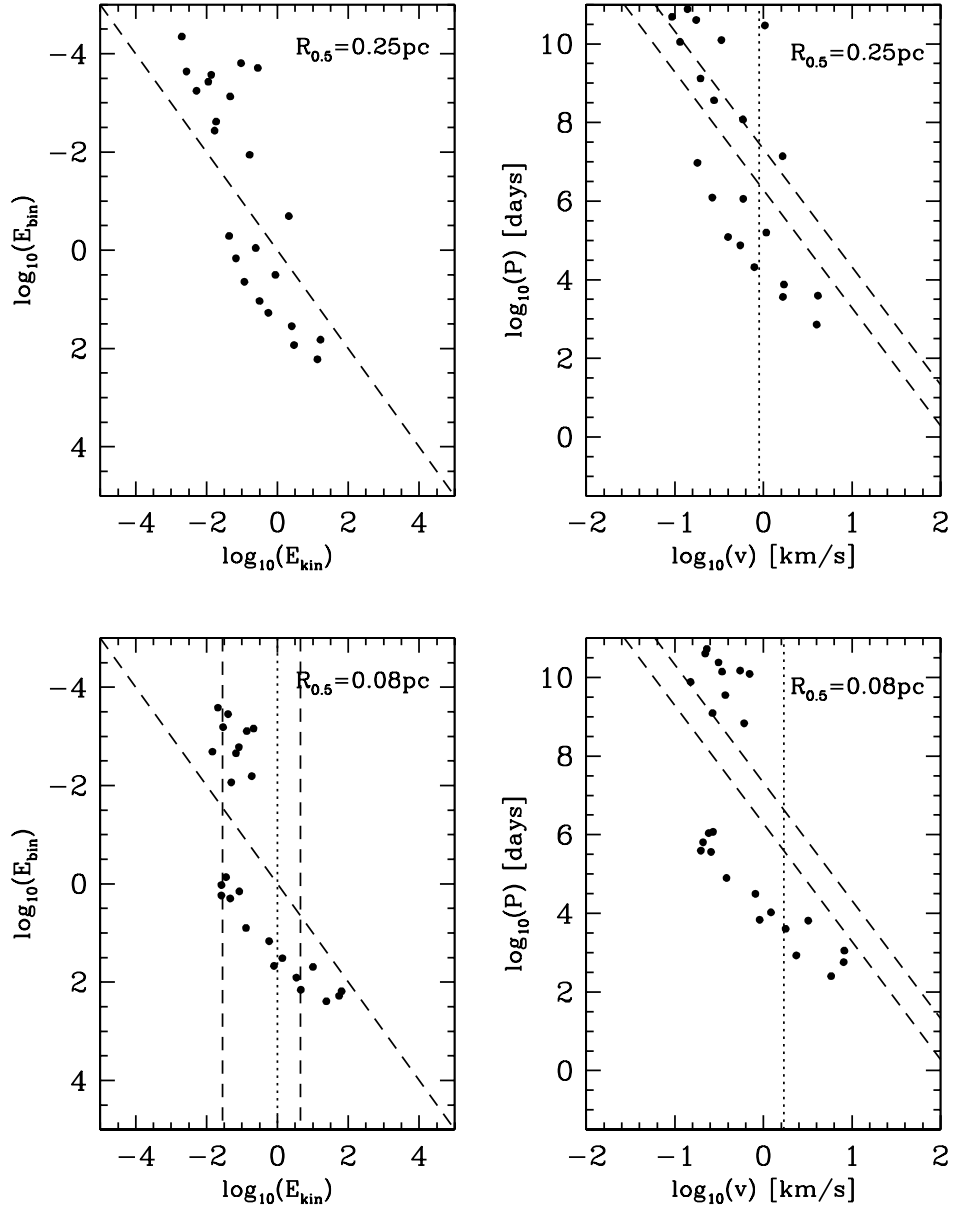 R0.5=0.25pc
−4
−2
0
2
4
log10(Ebin)
−4 −2 0 2 4
log10(Ekin)
R0.5=0.25pc
10
8
6
4
2
0
log10(P) [days]
−2 −1 0 1 2
log10(v) [km/s]
R0.5=0.08pc
−4
−2
0
2
4
log10(Ebin)
−4 −2 0 2 4
log10(Ekin)
R0.5=0.08pc
10
8
6
4
2
0
log10(P) [days]
−2 −1 0 1 2
log10(v) [km/s]